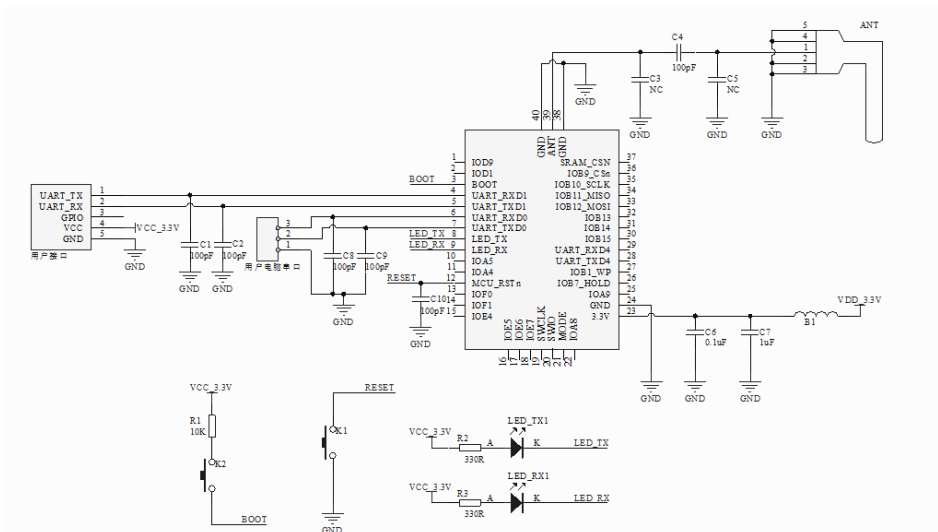 ANT
5
4
1
2
3
C4
100pF
C3
NC
C5
NC
GND
GND
GND
GND
40
39
38
GND
ANT
GND
1 IOD9
2 IOD1
BOOT 3 BOOT
4 UART_RXD1
5 UART_TXD1
6 UART_RXD0
7 UART_TXD0
LED_TX 8 LED_TX
LED_RX 9 LED_RX
10 IOA5
11 IOA4
RESET 12 MCU_RSTn
13 IOF0
14 IOF1
15 IOE4
SRAM_CSN 37
IOB9_CSn 36
IOB10_SCLK 35
IOB11_MISO 34
IOB12_MOSI 33
IOB13 32
IOB14 31
IOB15 30
UART_RXD4 29
UART_TXD4 28
IOB1_WP 27
IOB7_HOLD 26
IOA9 25
GND 24
3.3V 23
IOE5
IOE6
IOE7
SWCLK
SWIO
MODE
IOA8
16
17
18
19
20
21
22
UART_TX 1
UART_RX 2
GPIO 3
VCC 4 VCC_3.3V
GND 5
用户接口
GND
C1
100pF
C2
100pF
GND
GND
3
2
1
用户电脑串口
C8
100pF
C9
100pF
GND
C10
100pF
GND
VDD_3.3V
B1
C6
0.1uF
C7
1uF
GND
GND
GND
VCC_3.3V
R1
10K
K2
BOOT
RESET
K1
GND
LED_TX1
VCC_3.3V
R2
330R
A
K
LED_TX
LED_RX1
VCC_3.3V
R3
330R
A
K
LED_RX